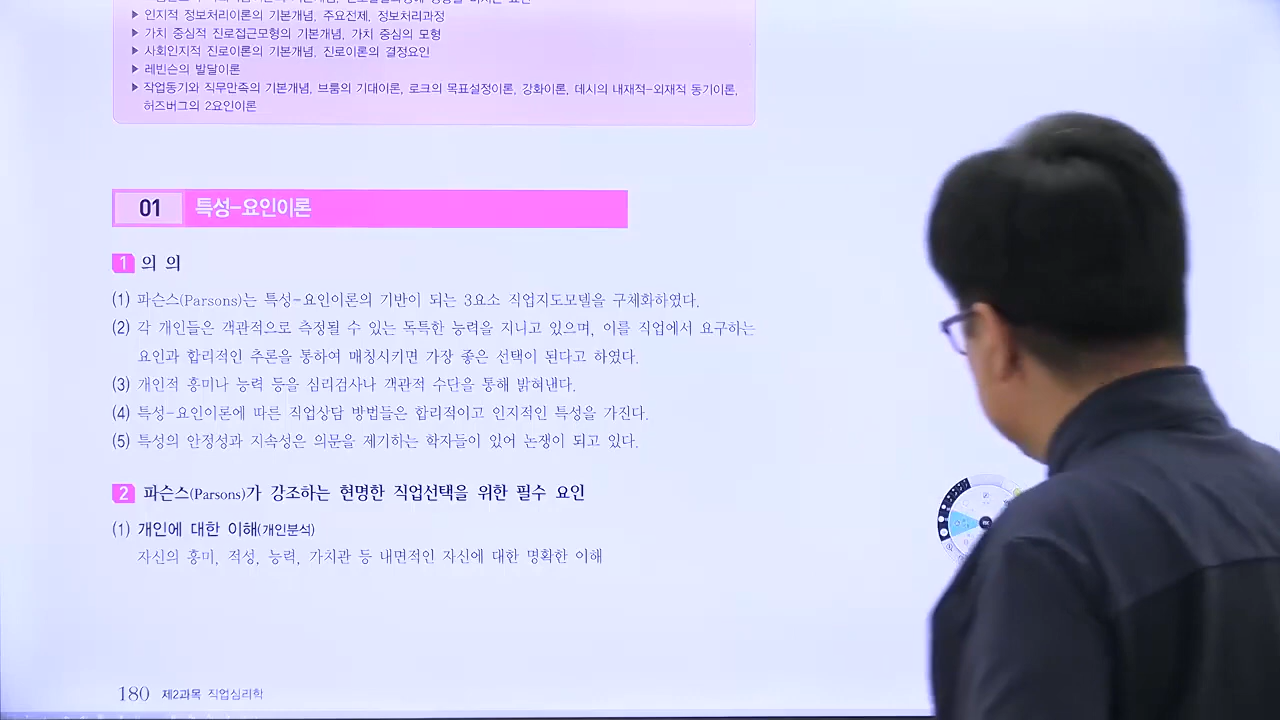 ▶ 인지적 정보처리이론의 기본개념, 주요전제, 정보처리과정
▶ 가치 중심적 진로접근모형의 기본개념, 가치 중심의 모형
▶ 사회인지적 진로이론의 기본개념, 진로이론의 결정요인
▶ 레빈슨의 발달이론
▶ 작업동기와 직무만족의 기본개념, 브룸의 기대이론, 로크의 목표설정이론, 강화이론, 데시의 내재적-외재적 동기이론,
허즈버그의 2요인이론
01 특성-요인이론
1 의 의
(1) 파슨스(Parsons)는 특성-요인이론의 기반이 되는 3요소 직업지도모델을 구체화하였다.
(2) 각 개인들은 객관적으로 측정될 수 있는 독특한 능력을 지니고 있으며, 이를 직업에서 요구하는
요인과 합리적인 추론을 통하여 매칭시키면 가장 좋은 선택이 된다고 하였다.
(3) 개인적 흥미나 능력 등을 심리검사나 객관적 수단을 통해 밝혀낸다.
(4) 특성-요인이론에 따른 직업상담 방법들은 합리적이고 인지적인 특성을 가진다.
(5) 특성의 안정성과 지속성은 의문을 제기하는 학자들이 있어 논쟁이 되고 있다.
2 파슨스(Parsons)가 강조하는 현명한 직업선택을 위한 필수 요인
(1) 개인에 대한 이해(개인분석)
자신의 흥미, 적성, 능력, 가치관 등 내면적인 자신에 대한 명확한 이해
180 제2과목 직업심리학